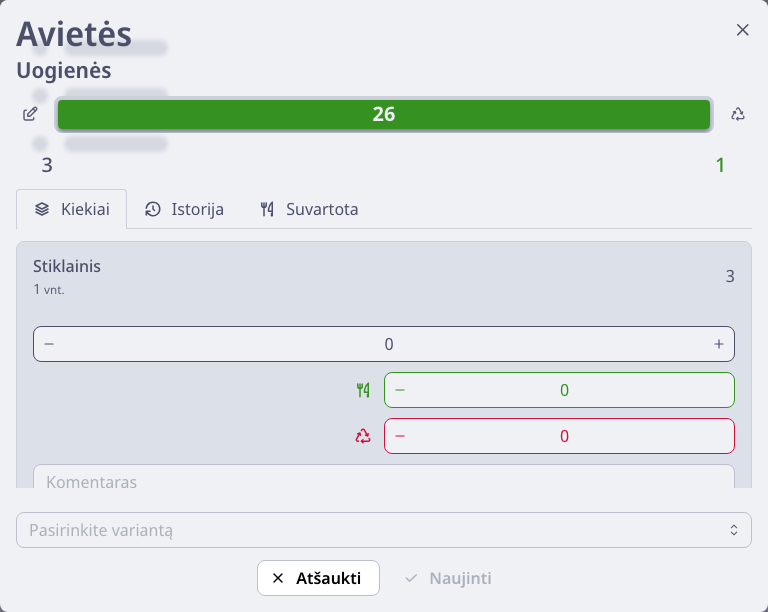 Avietės
Uogienės
26
3 1
Kiekiai Istorija Suvartota
Stiklainis
1 vnt.
3
0
0
0
Komentaras
Pasirinkite variantą
Atšaukti Naujinti